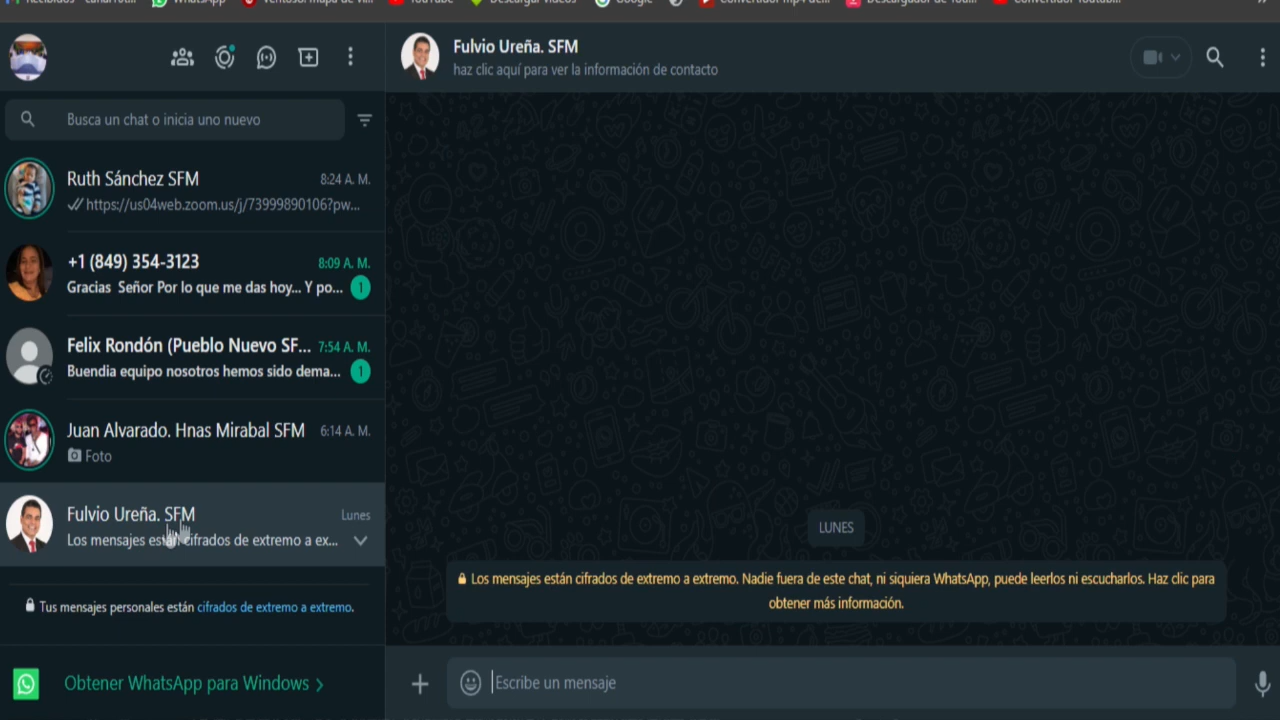 WhatsApp
YouTube
Descargar videos
Google
Convertidor mp4 de...
Descargador de You...
Convertidor Youtub...
Fulvio Ureña. SFM
haz clic aquí para ver la información de contacto
Busca un chat o inicia uno nuevo
Ruth Sánchez SFM 8:24 A. M.
https://us04web.zoom.us/j/73999890106?pw...
+1 (849) 354-3123 8:09 A. M.
Gracias Señor Por lo que me das hoy... Y po... 1
Felix Rondón (Pueblo Nuevo SF... 7:54 A. M.
Buendia equipo nosotros hemos sido dema... 1
Juan Alvarado. Hnas Mirabal SFM 6:14 A. M.
Foto
Fulvio Ureña. SFM Lunes
Los mensajes están cifrados de extremo a ex...
Tus mensajes personales están cifrados de extremo a extremo.
Obtener WhatsApp para Windows
LUNES
Los mensajes están cifrados de extremo a extremo. Nadie fuera de este chat, ni siquiera WhatsApp, puede leerlos ni escucharlos. Haz clic para
obtener más información.
Escribe un mensaje